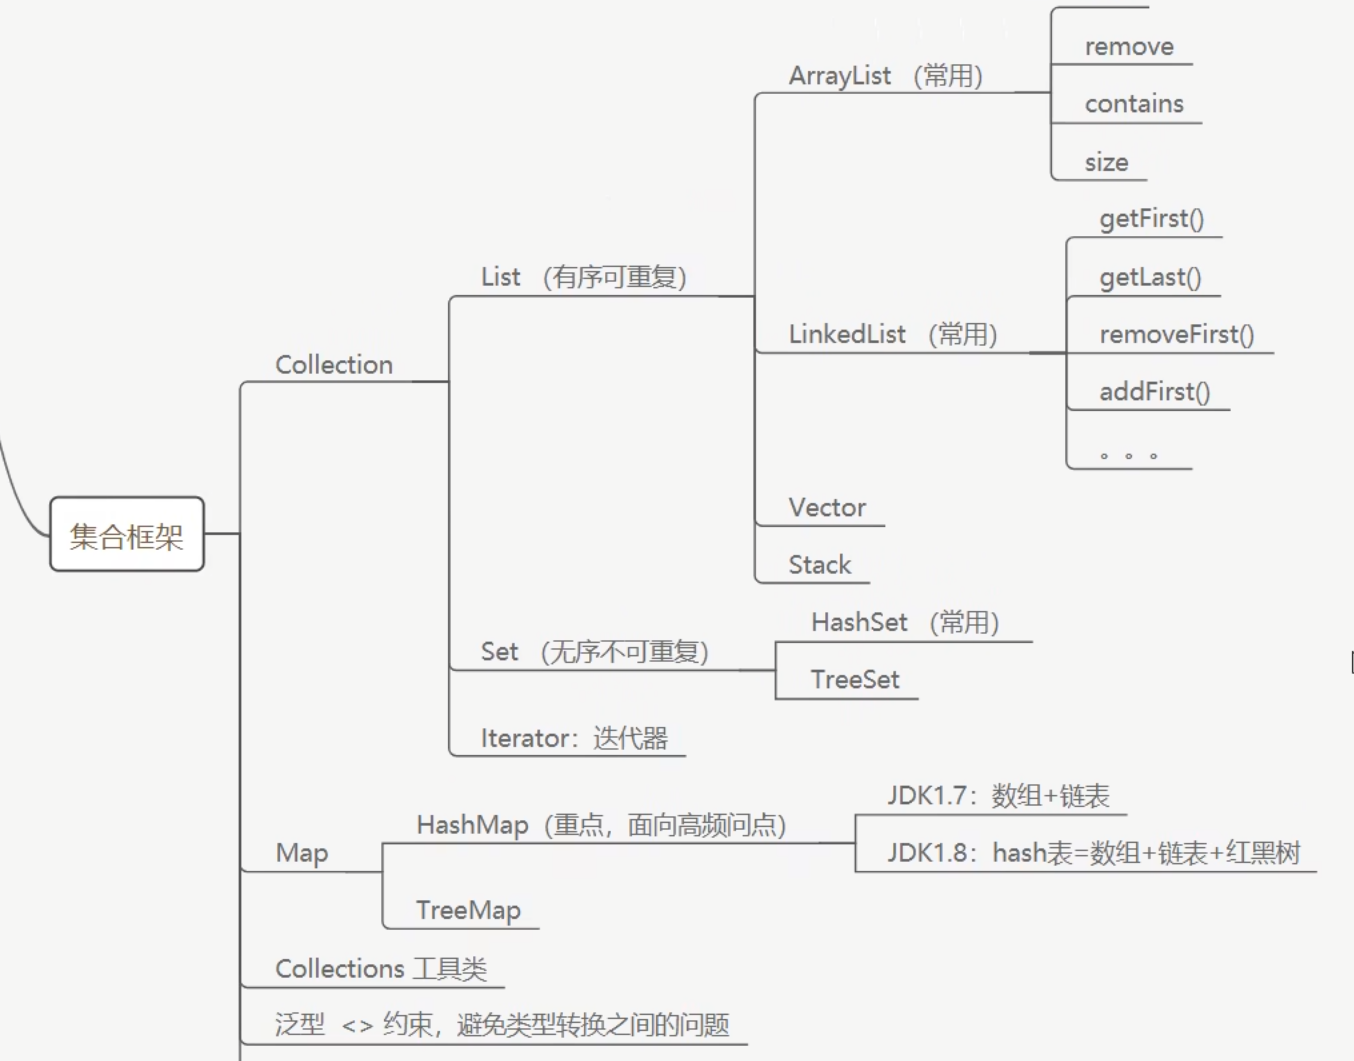 remove
ArrayList （常用）
contains
size
getFirst()
List （有序可重复）
getLast()
LinkedList （常用）
removeFirst()
Collection
addFirst()
。。。
Vector
集合框架
Stack
HashSet （常用）
Set （无序不可重复）
TreeSet
Iterator：迭代器
JDK1.7：数组+链表
HashMap（重点，面向高频问点）
Map
JDK1.8：hash表=数组+链表+红黑树
TreeMap
Collections 工具类
泛型 <> 约束，避免类型转换之间的问题